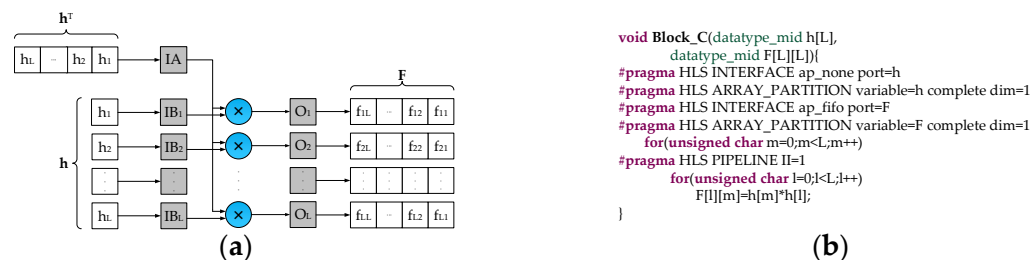 hᵀ
h_L ... h_2 h_1 IA
F
h
h_1 IB_1 × O_1 f_1L ... f_12 f_11
h_2 IB_2 × O_2 f_2L ... f_22 f_21
h_L IB_L × O_L f_LL ... f_L2 f_L1
(a)
void Block_C(datatype_mid h[L],
datatype_mid F[L][L]){
#pragma HLS INTERFACE ap_none port=h
#pragma HLS ARRAY_PARTITION variable=h complete dim=1
#pragma HLS INTERFACE ap_fifo port=F
#pragma HLS ARRAY_PARTITION variable=F complete dim=1
for(unsigned char m=0;m<L;m++)
#pragma HLS PIPELINE II=1
for(unsigned char l=0;l<L;l++)
F[l][m]=h[m]*h[l];
}
(b)